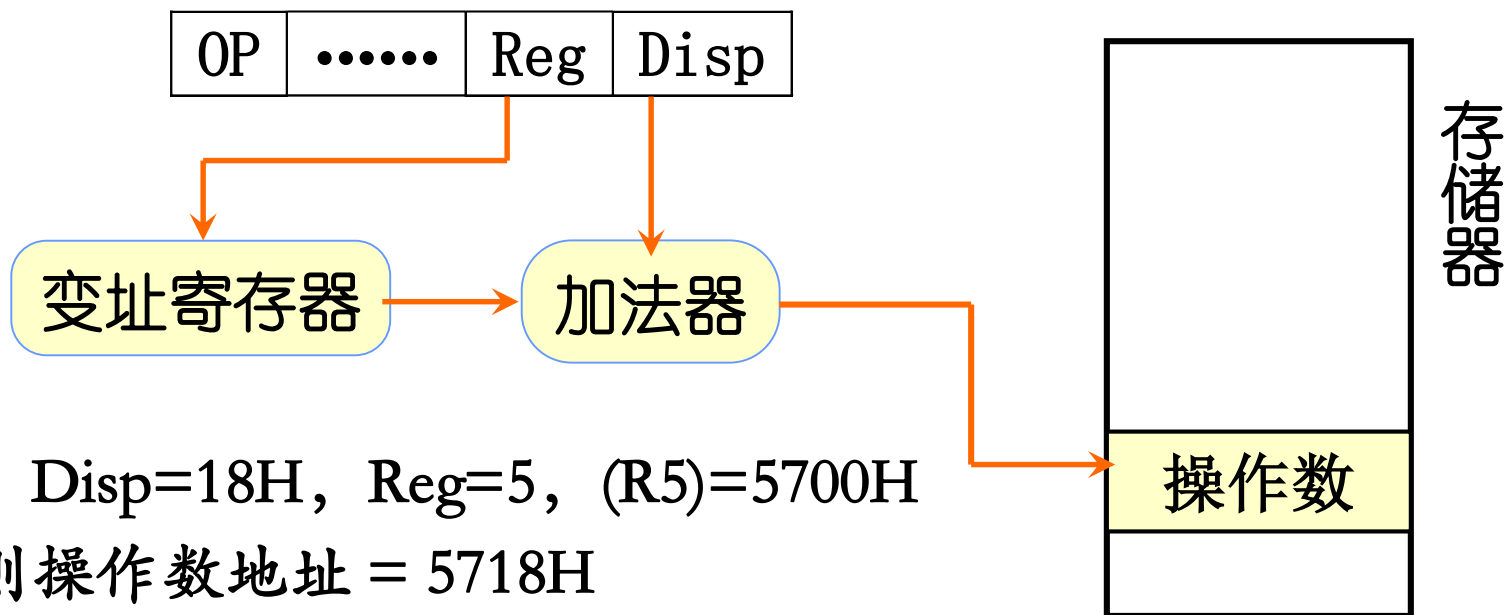 OP •••••• Reg Disp
存储器
变址寄存器
加法器
操作数
Disp=18H，Reg=5，(R5)=5700H
则操作数地址 = 5718H